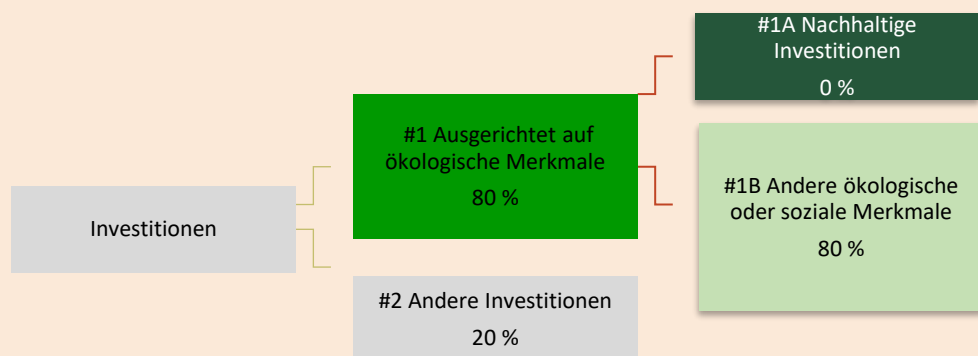 Investitionen
#1 Ausgerichtet auf
ökologische Merkmale
80 %
#2 Andere Investitionen
20 %
#1A Nachhaltige
Investitionen
0 %
#1B Andere ökologische
oder soziale Merkmale
80 %